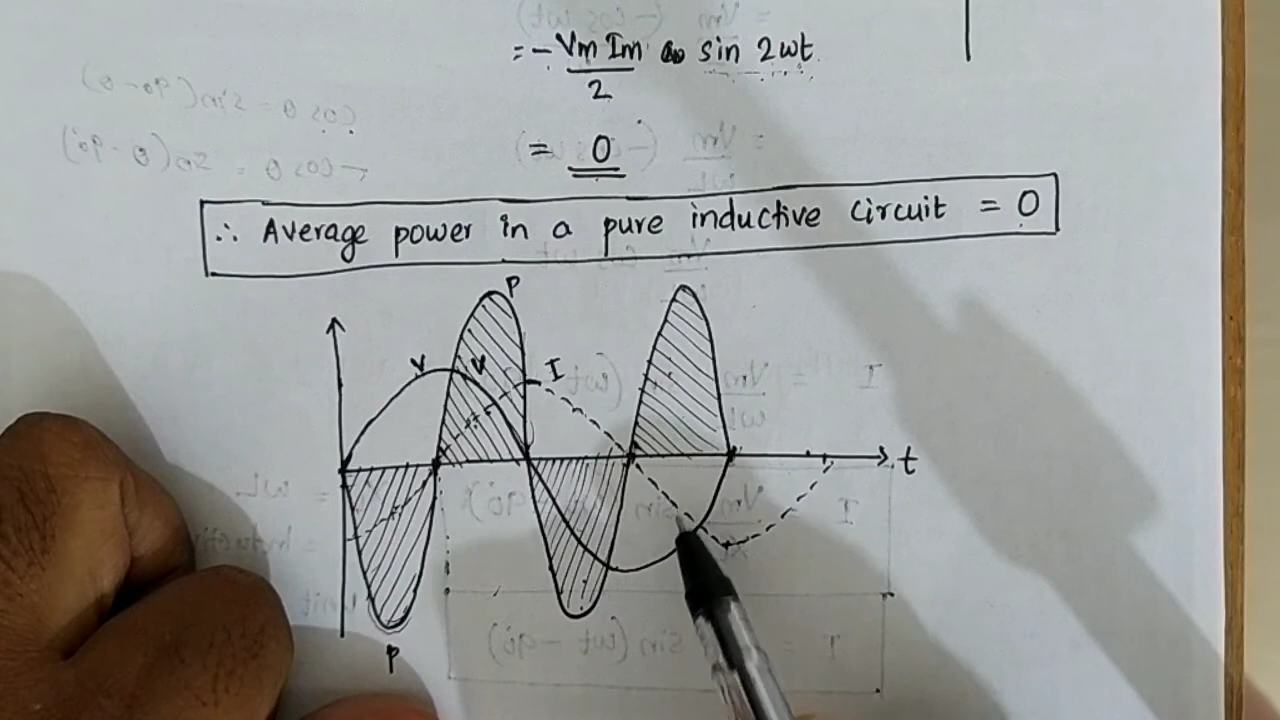 = - Vm Im sin 2ωt
2
= 0
∴ Average power in a pure inductive circuit = 0
P
V V I
t
P